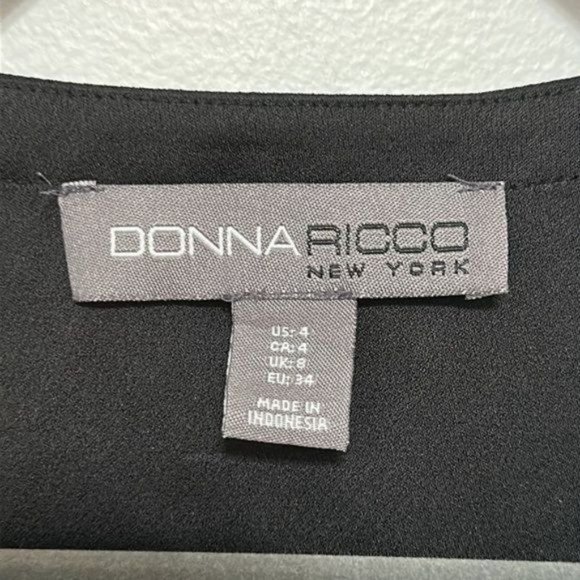 DONNA RICCO
NEW YORK
US: 4
CA: 4
UK: 8
EU: 34
MADE IN
INDONESIA